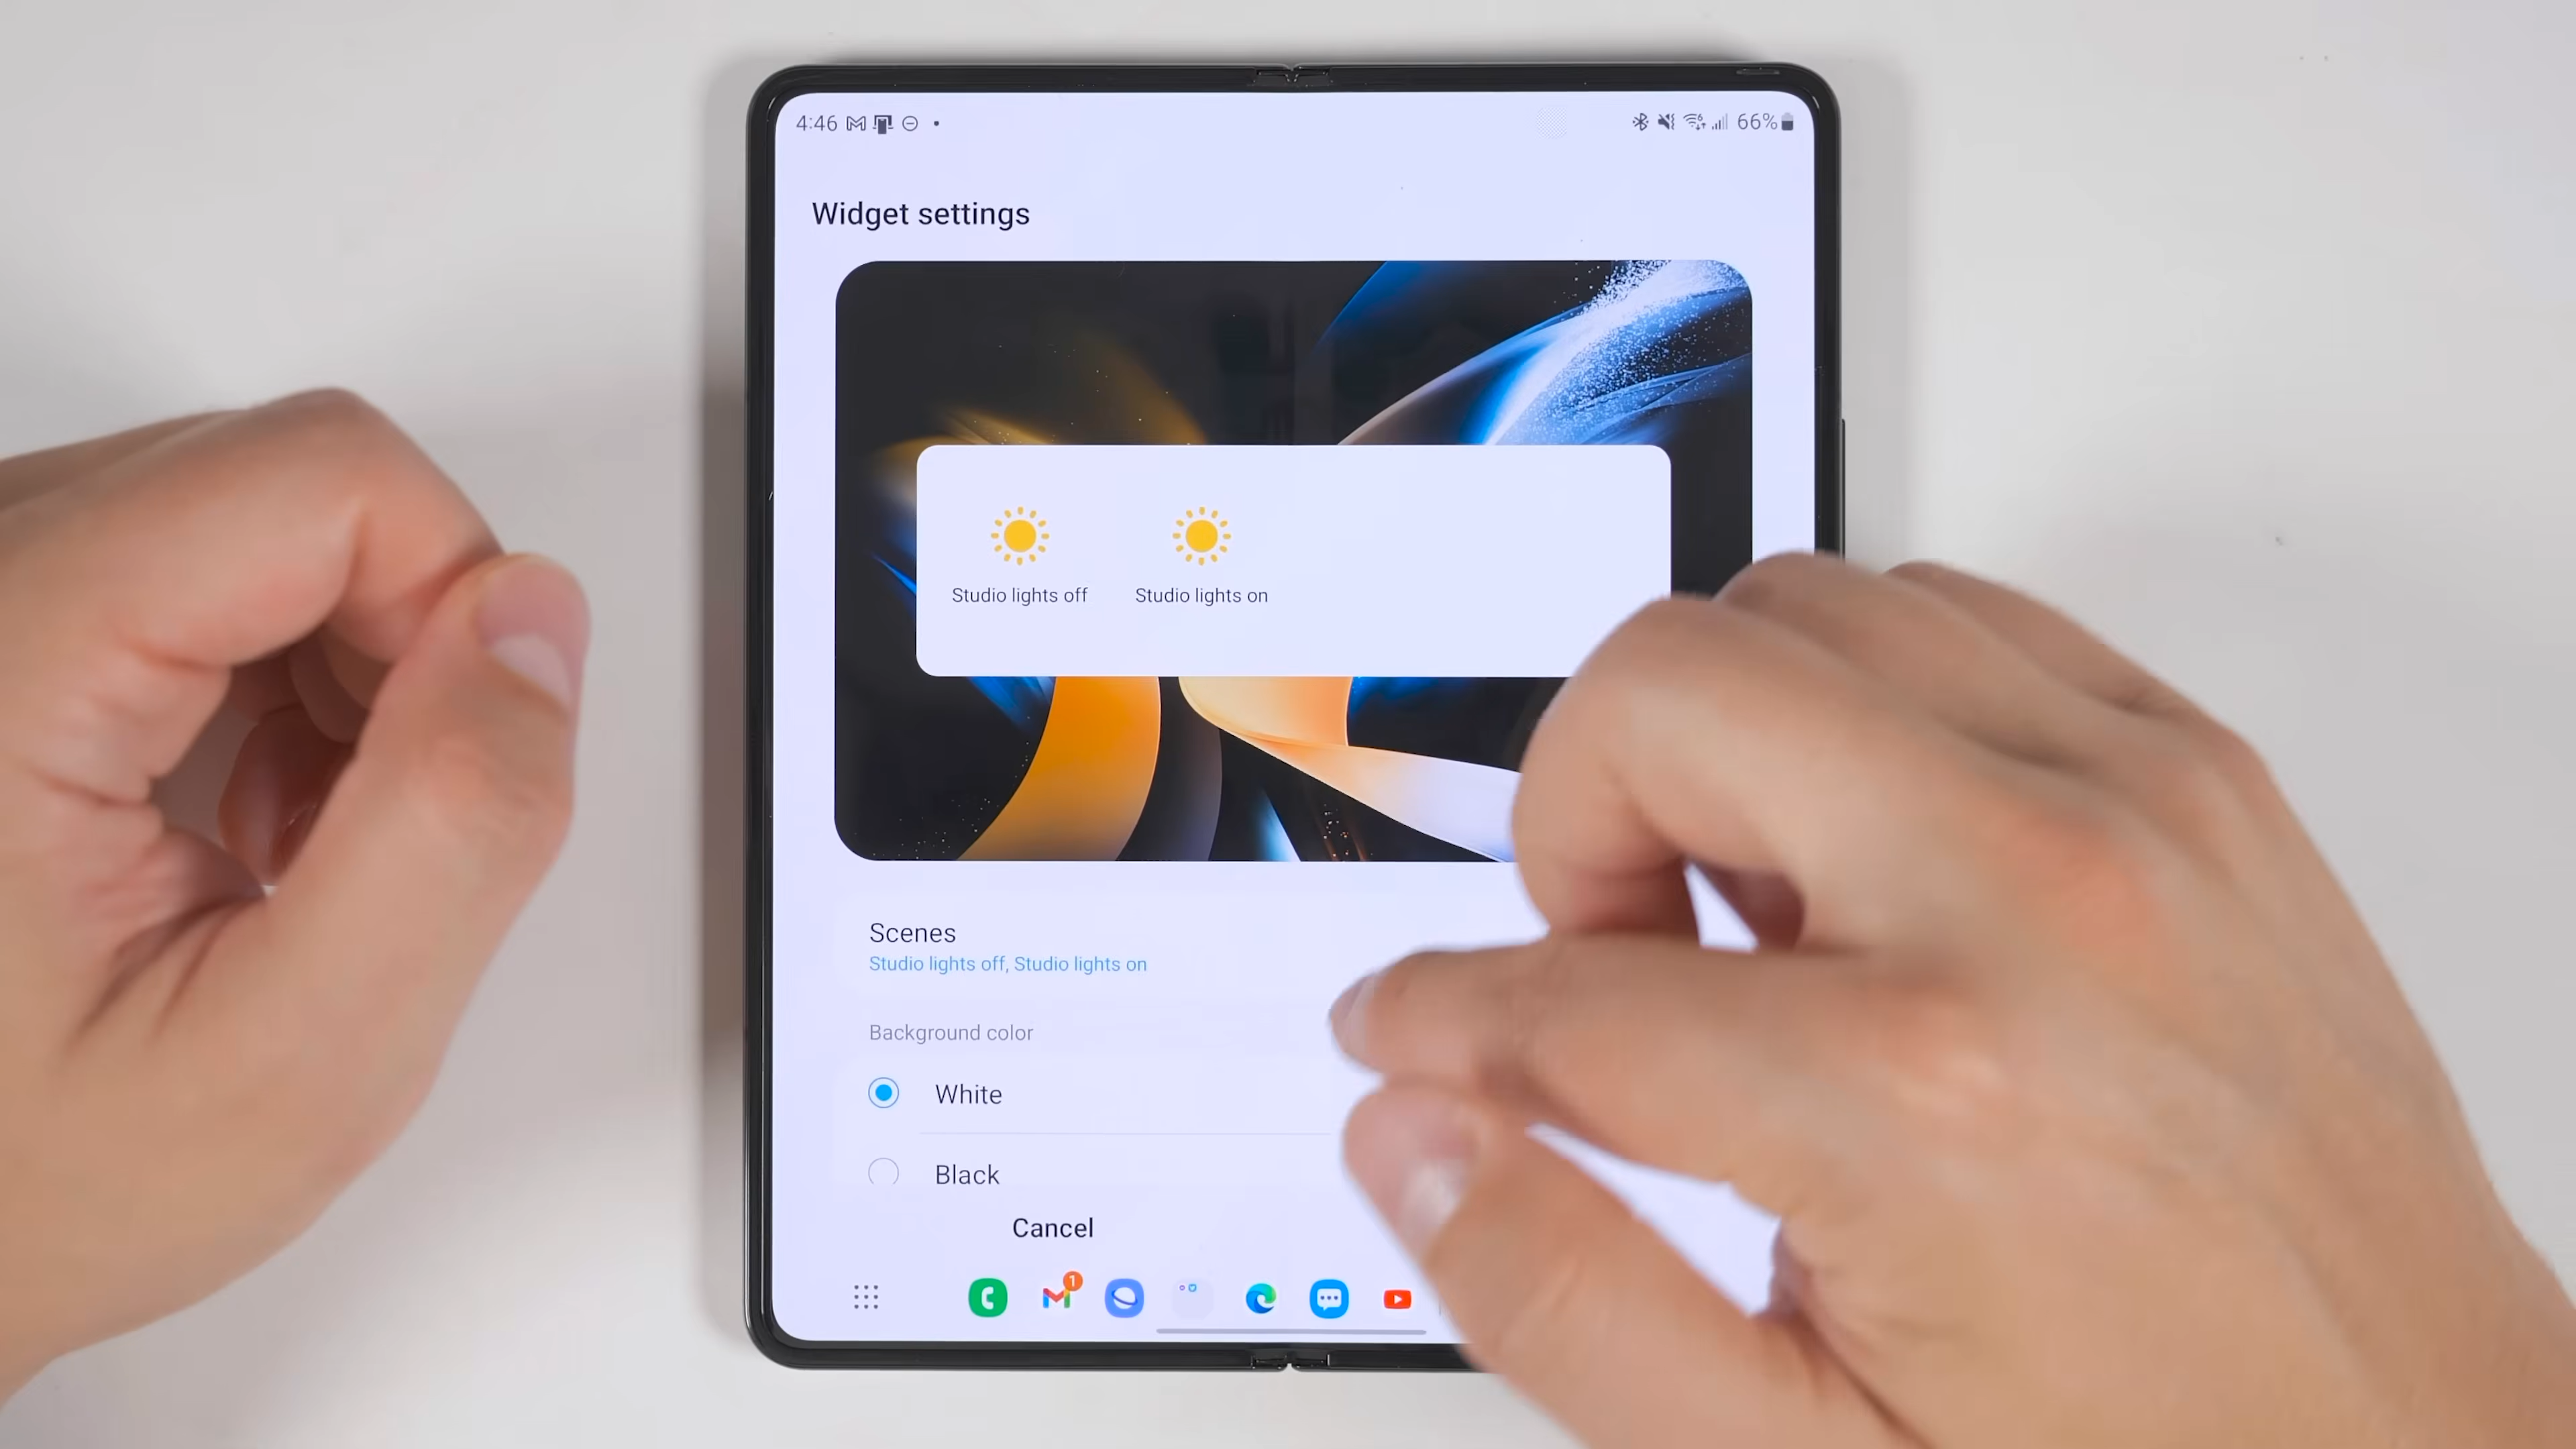 4:46
66%
Widget settings
Studio lights off
Studio lights on
Scenes
Studio lights off, Studio lights on
Background color
White
Black
Cancel
1